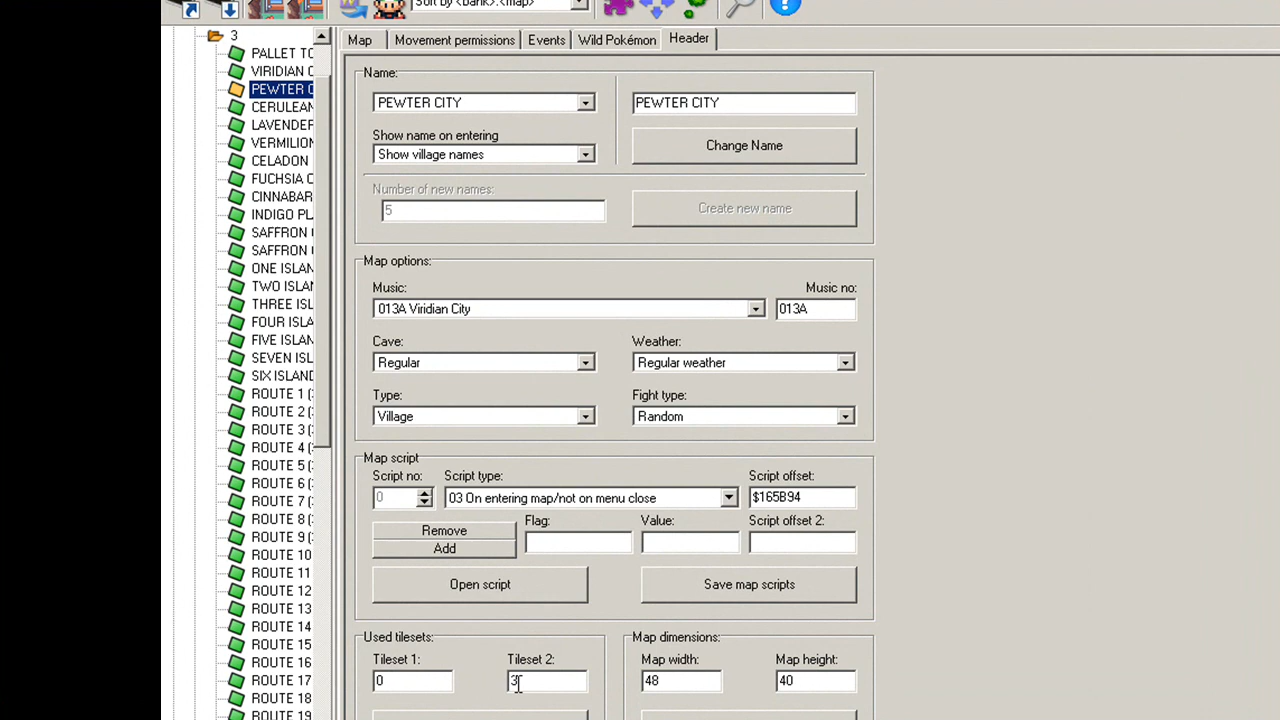 Sort by <bank>.<map>
3
PALLET TO
VIRIDIAN C
PEWTER C
CERULEAN
LAVENDER
VERMILION
CELADON
FUCHSIA C
CINNABAR
INDIGO PL
SAFFRON
SAFFRON
ONE ISLAN
TWO ISLA
THREE ISL
FOUR ISLA
FIVE ISLAN
SEVEN ISL
SIX ISLAND
ROUTE 1 (
ROUTE 2 (
ROUTE 3 (
ROUTE 4 (
ROUTE 5 (
ROUTE 6 (
ROUTE 7 (
ROUTE 8 (
ROUTE 9 (
ROUTE 10
ROUTE 11
ROUTE 12
ROUTE 13
ROUTE 14
ROUTE 15
ROUTE 16
ROUTE 17
ROUTE 18
ROUTE 19
Map Events Wild Header
Name:
PEWTER CITY PEWTER CITY
Show name on entering
Show village names Change Name
Number of new names:
5 Create new name
Map options:
Music: Music no:
013A Viridian City 013A
Cave: Weather:
Regular Regular weather
Type: Fight type:
Village Random
Map script
Script no: Script type: Script offset:
0 03 On entering map/not on menu close $165B94
Remove Flag: Value: Script offset 2:
Add
Open script Save map scripts
Used tilesets: Map dimensions:
Tileset 1: Tileset 2: Map width: Map height:
0 3 48 40